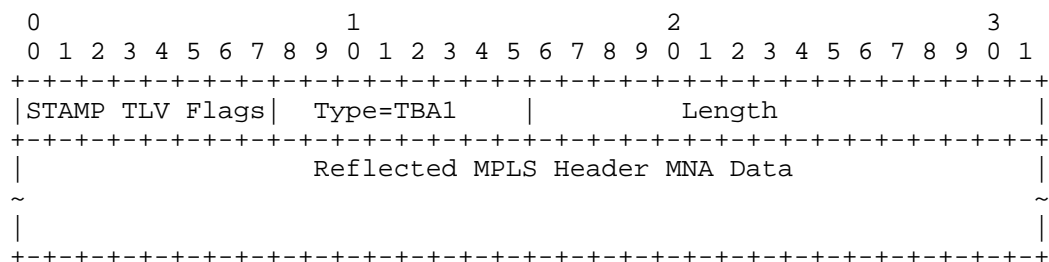 0                   1                   2                   3
 0 1 2 3 4 5 6 7 8 9 0 1 2 3 4 5 6 7 8 9 0 1 2 3 4 5 6 7 8 9 0 1
+-+-+-+-+-+-+-+-+-+-+-+-+-+-+-+-+-+-+-+-+-+-+-+-+-+-+-+-+-+-+-+-+
|STAMP TLV Flags|  Type=TBA1    |         Length                |
+-+-+-+-+-+-+-+-+-+-+-+-+-+-+-+-+-+-+-+-+-+-+-+-+-+-+-+-+-+-+-+-+
|                  Reflected MPLS Header MNA Data               |
~                                                               ~
|                                                               |
+-+-+-+-+-+-+-+-+-+-+-+-+-+-+-+-+-+-+-+-+-+-+-+-+-+-+-+-+-+-+-+-+